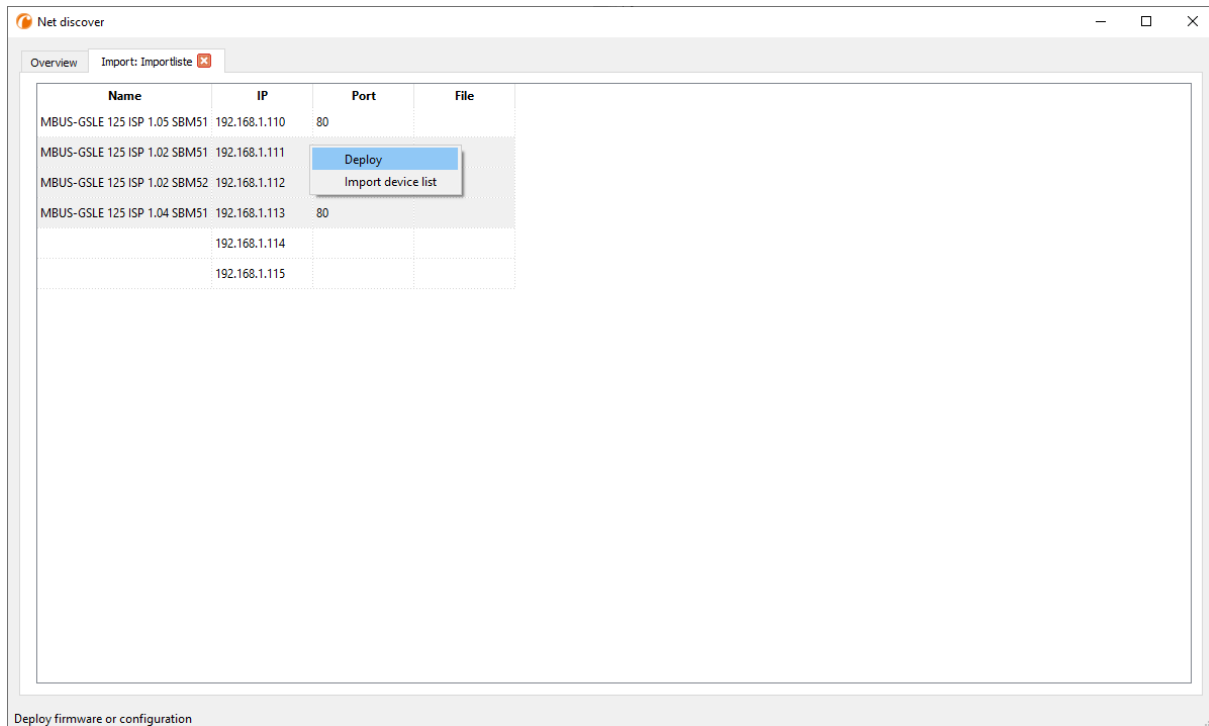 Net discover
Overview Import: Importliste
Name IP Port File
MBUS-GSLE 125 ISP 1.05 SBM51 192.168.1.110 80
MBUS-GSLE 125 ISP 1.02 SBM51 192.168.1.111
Deploy
MBUS-GSLE 125 ISP 1.02 SBM52 192.168.1.112
Import device list
MBUS-GSLE 125 ISP 1.04 SBM51 192.168.1.113 80
192.168.1.114
192.168.1.115
Deploy firmware or configuration